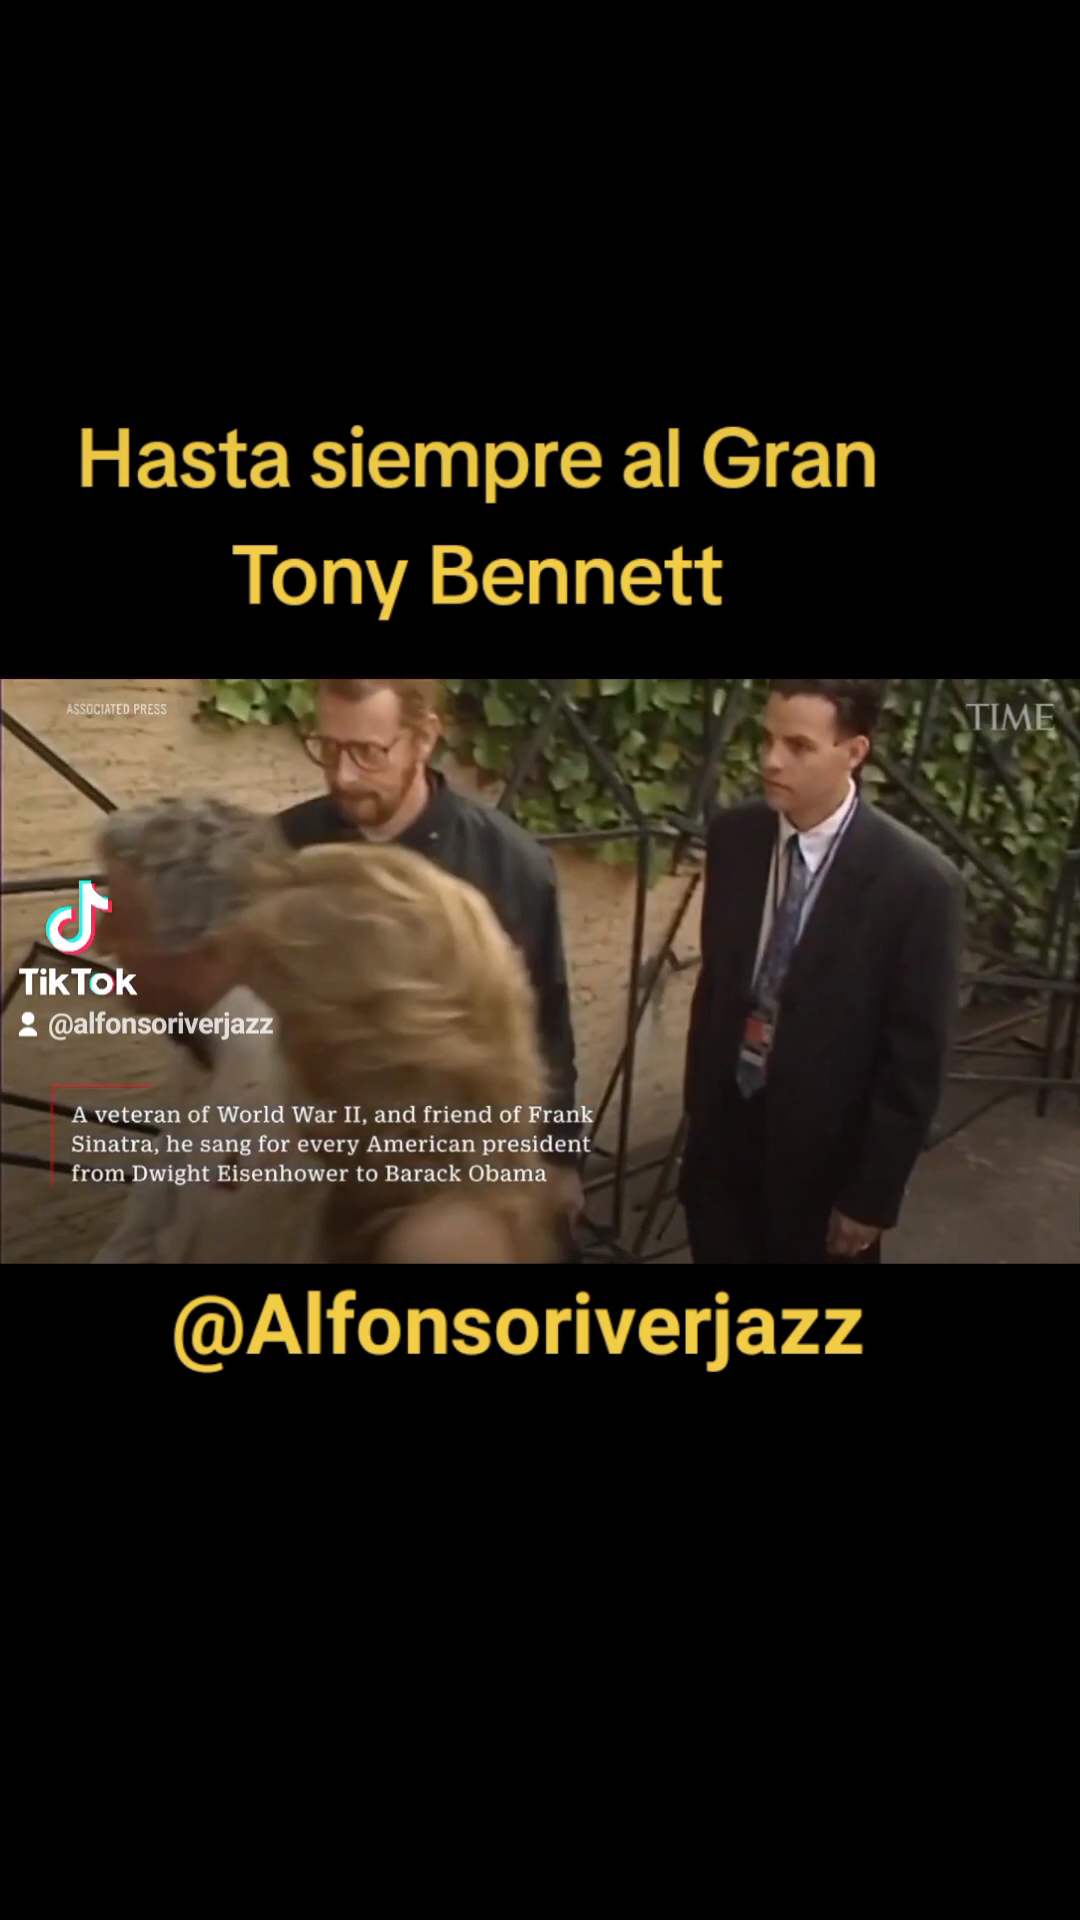 Hasta siempre al Gran
Tony Bennett
ASSOCIATED PRESS
TIME
TikTok
@alfonsoriverjazz
A veteran of World War II, and friend of Frank
Sinatra, he sang for every American president
from Dwight Eisenhower to Barack Obama
@Alfonsoriverjazz